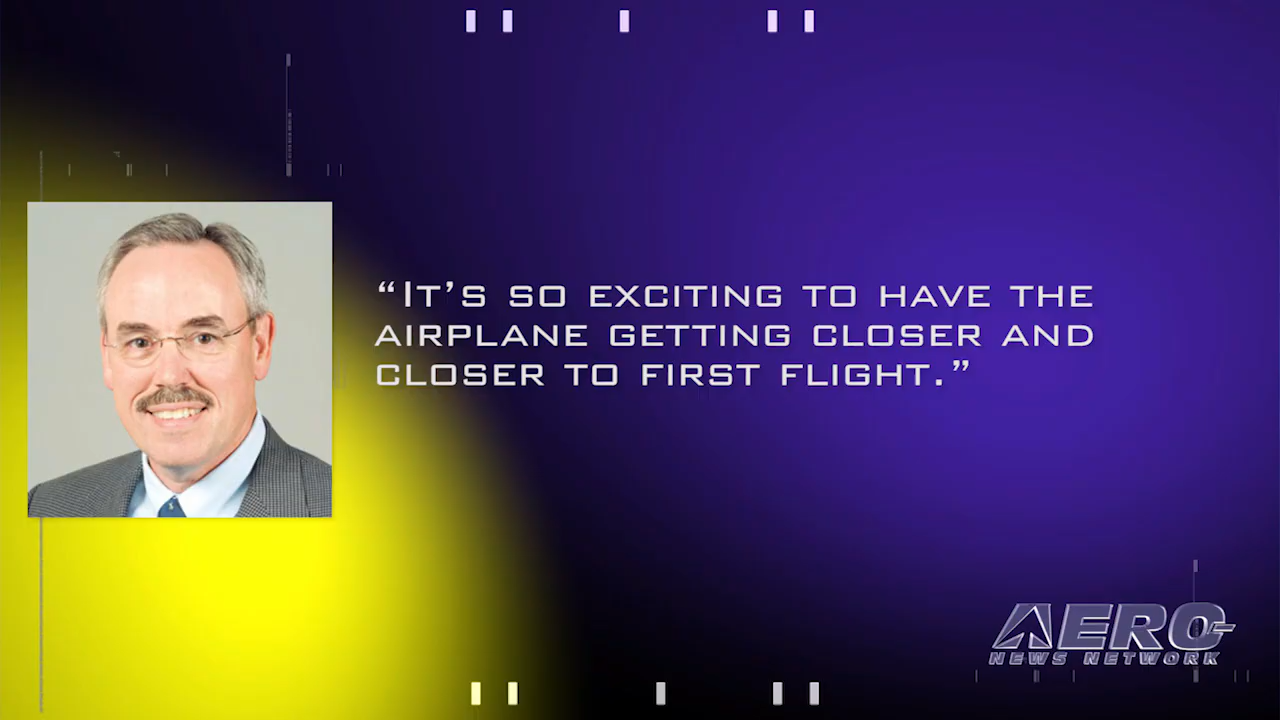 “It’s so exciting to have the
airplane getting closer and
closer to first flight.”
AERO
NEWS NETWORK